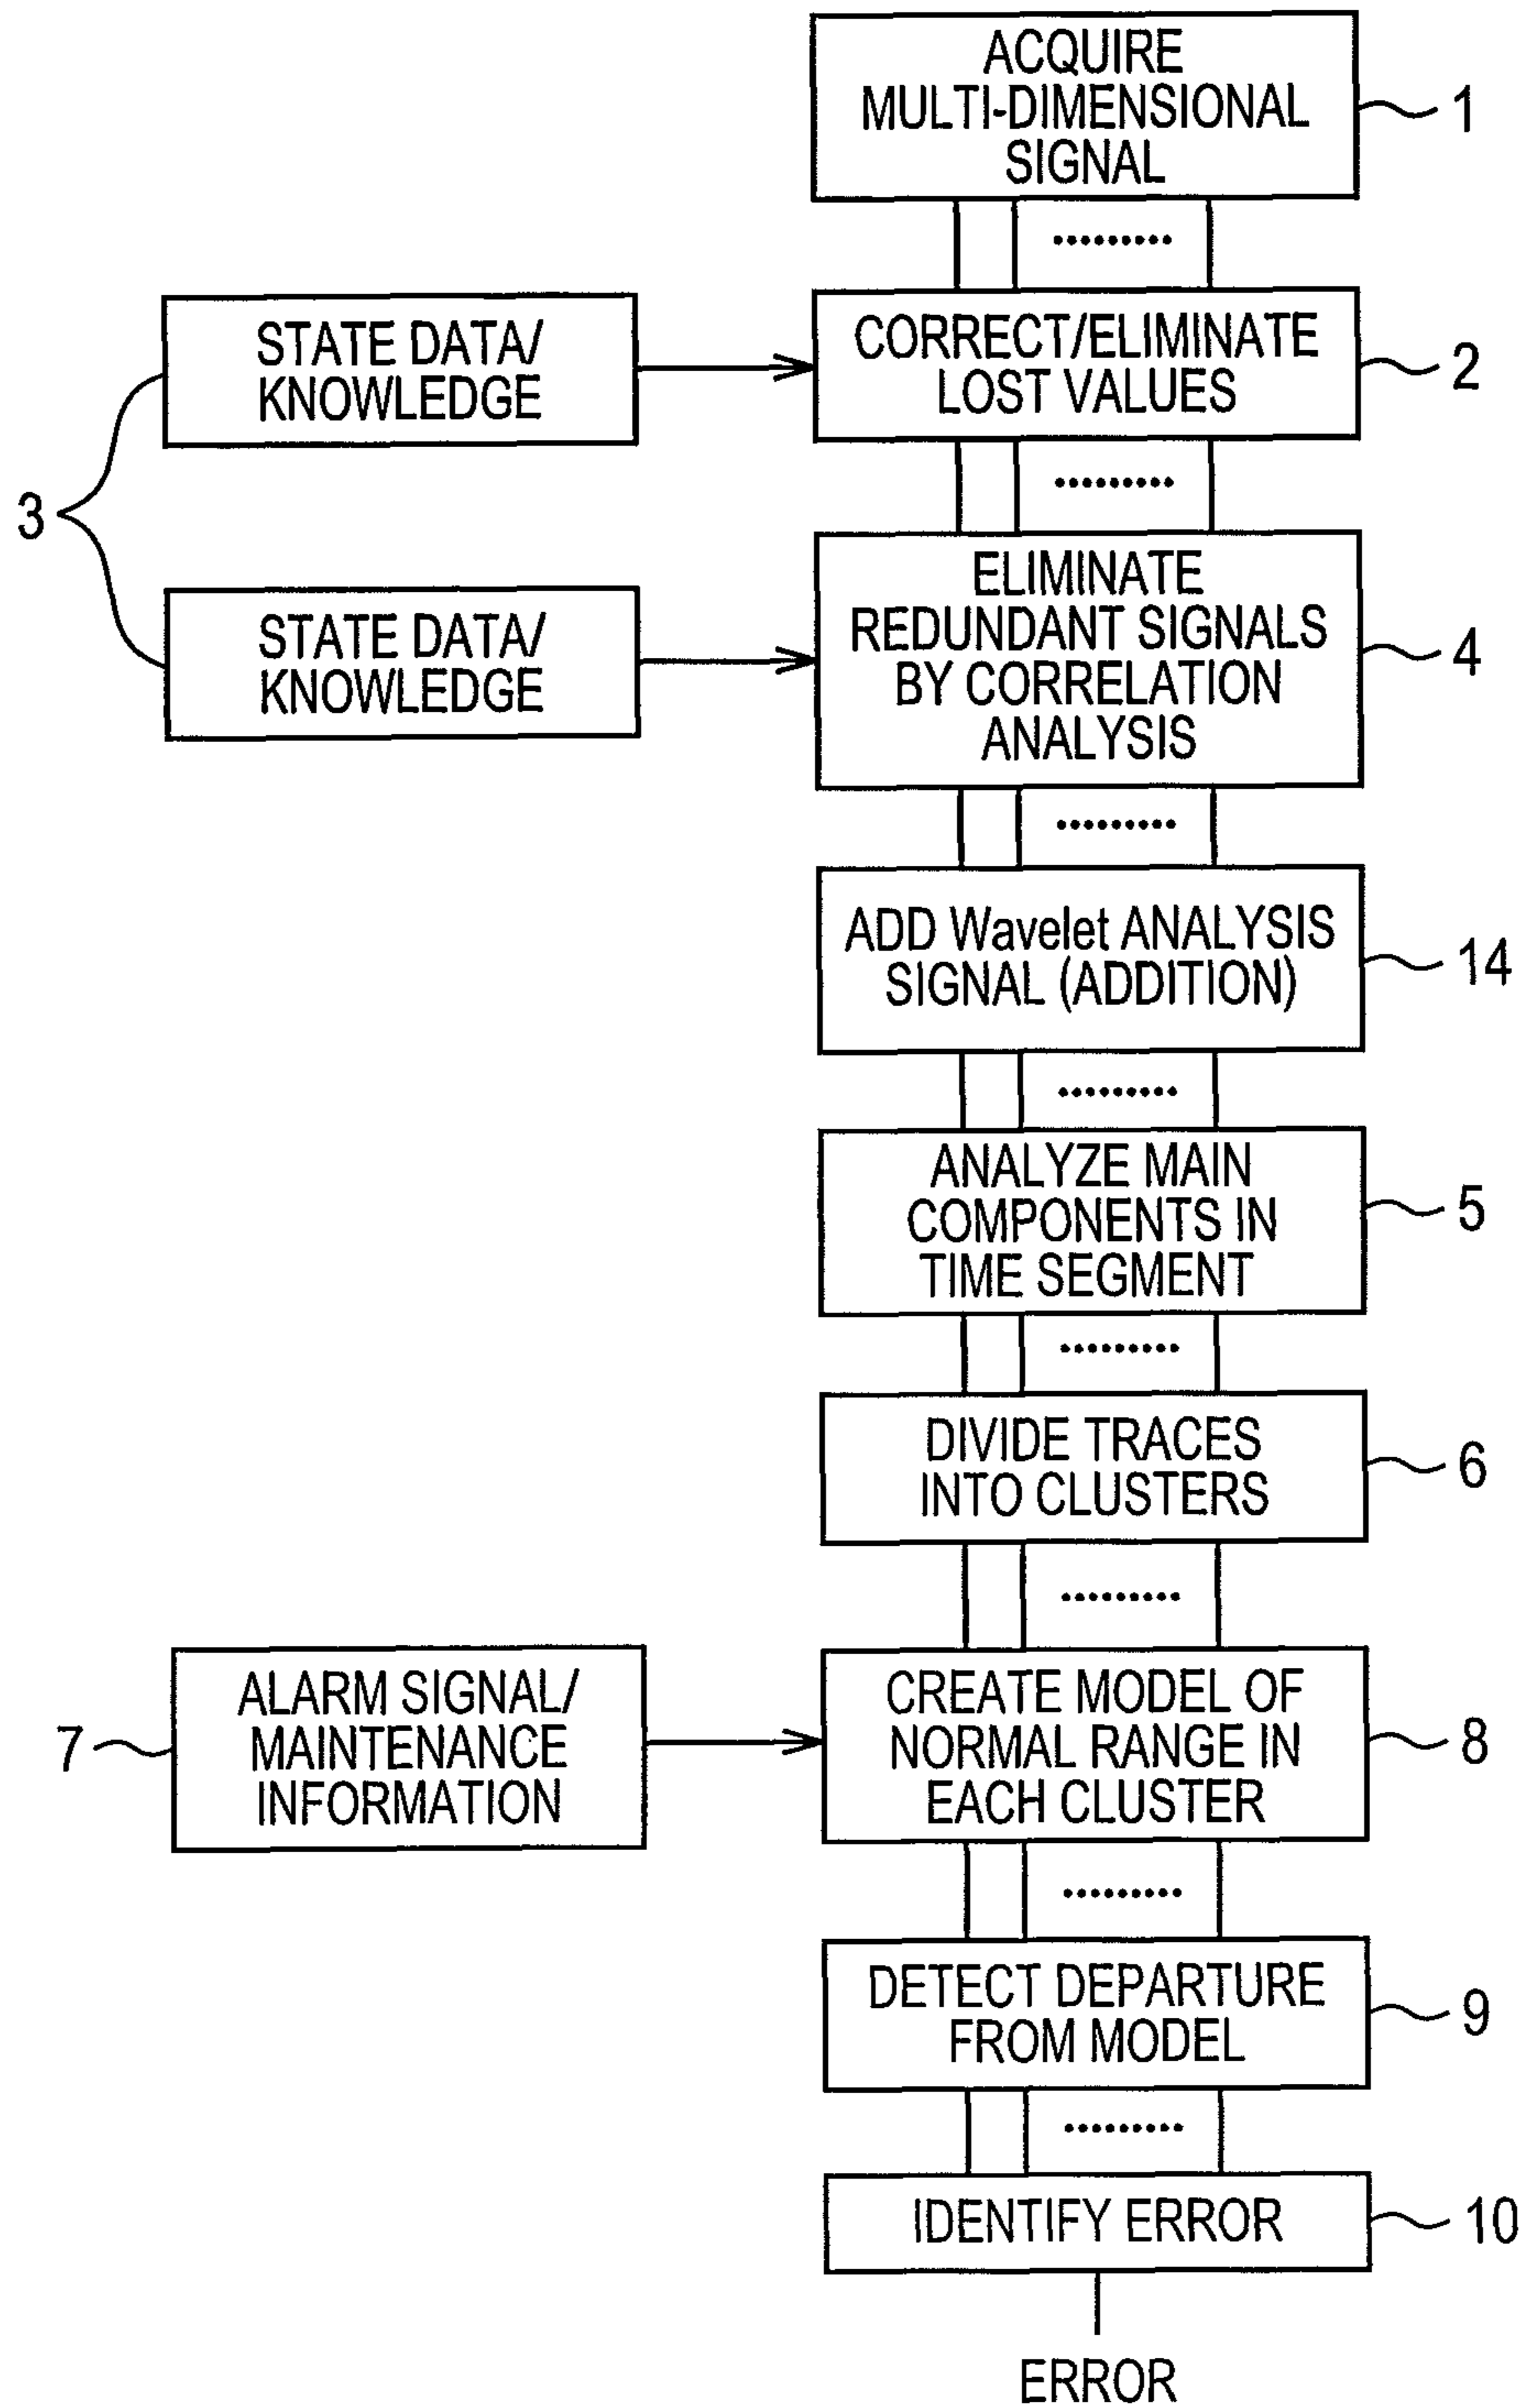 ACQUIRE
MULTI-DIMENSIONAL
SIGNAL
1
STATE DATA/
KNOWLEDGE
CORRECT/ELIMINATE
LOST VALUES
2
3
STATE DATA/
KNOWLEDGE
ELIMINATE
REDUNDANT SIGNALS
BY CORRELATION
ANALYSIS
4
ADD Wavelet ANALYSIS
SIGNAL (ADDITION)
14
ANALYZE MAIN
COMPONENTS IN
TIME SEGMENT
5
DIVIDE TRACES
INTO CLUSTERS
6
7
ALARM SIGNAL/
MAINTENANCE
INFORMATION
CREATE MODEL OF
NORMAL RANGE IN
EACH CLUSTER
8
DETECT DEPARTURE
FROM MODEL
9
IDENTIFY ERROR
10
ERROR